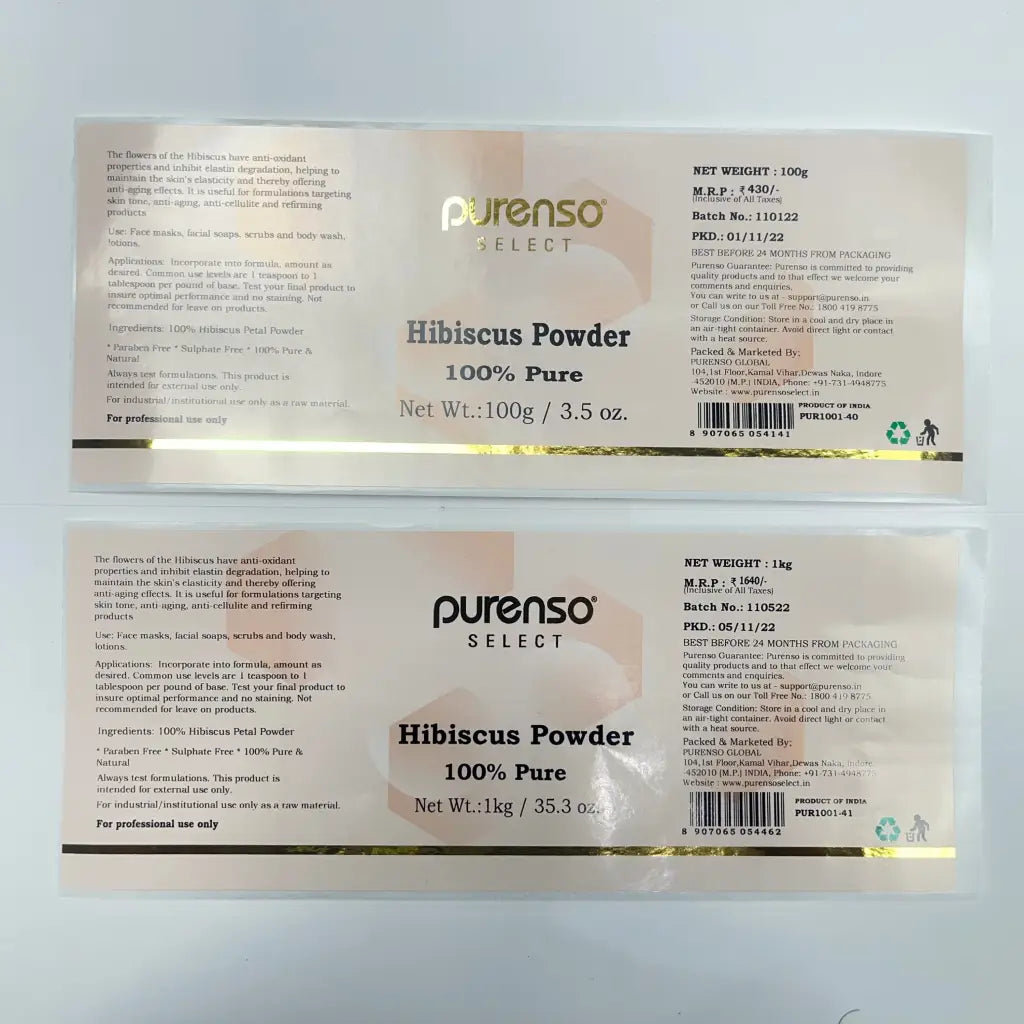 The flowers of the Hibiscus have anti-oxidant
properties and inhibit elastin degradation, helping to
maintain the skin's elasticity and thereby offering
anti-aging effects. It is useful for formulations targeting
skin tone, anti-aging, anti-cellulite and refirming
products
Use: Face masks, facial soaps, scrubs and body wash,
lotions.
Applications: Incorporate into formula, amount as
desired. Common use levels are 1 teaspoon to 1
tablespoon per pound of base. Test your final product to
insure optimal performance and no staining. Not
recommended for leave on products.
Ingredients: 100% Hibiscus Petal Powder
* Paraben Free * Sulphate Free * 100% Pure &
Natural
Always test formulations. This product is
intended for external use only.
For industrial/institutional use only as a raw material.
For professional use only
purenso®
SELECT
Hibiscus Powder
100% Pure
Net Wt.:100g / 3.5 oz.
NET WEIGHT : 100g
M.R.P : ₹ 430/-
(Inclusive of All Taxes)
Batch No.: 110122
PKD.: 01/11/22
BEST BEFORE 24 MONTHS FROM PACKAGING
Purenso Guarantee: Purenso is committed to providing
quality products and to that effect we welcome your
comments and enquiries.
You can write to us at - support@purenso.in
or Call us on our Toll Free No.: 1800 419 8775
Storage Condition: Store in a cool and dry place in
an air-tight container. Avoid direct light or contact
with a heat source.
Packed & Marketed By:
PURENSO GLOBAL
104,1st Floor,Kamal Vihar,Dewas Naka, Indore
-452010 (M.P.) INDIA, Phone: +91-731-4948775
Website : www.purensoselect.in
PRODUCT OF INDIA
PUR1001-40
8 907065 054141
The flowers of the Hibiscus have anti-oxidant
properties and inhibit elastin degradation, helping to
maintain the skin's elasticity and thereby offering
anti-aging effects. It is useful for formulations targeting
skin tone, anti-aging, anti-cellulite and refirming
products
Use: Face masks, facial soaps, scrubs and body wash,
lotions.
Applications: Incorporate into formula, amount as
desired. Common use levels are 1 teaspoon to 1
tablespoon per pound of base. Test your final product to
insure optimal performance and no staining. Not
recommended for leave on products.
Ingredients: 100% Hibiscus Petal Powder
* Paraben Free * Sulphate Free * 100% Pure &
Natural
Always test formulations. This product is
intended for external use only.
For industrial/institutional use only as a raw material.
For professional use only
purenso®
SELECT
Hibiscus Powder
100% Pure
Net Wt.:1kg / 35.3 oz.
NET WEIGHT : 1kg
M.R.P : ₹ 1640/-
(Inclusive of All Taxes)
Batch No.: 110522
PKD.: 05/11/22
BEST BEFORE 24 MONTHS FROM PACKAGING
Purenso Guarantee: Purenso is committed to providing
quality products and to that effect we welcome your
comments and enquiries.
You can write to us at - support@purenso.in
or Call us on our Toll Free No.: 1800 419 8775
Storage Condition: Store in a cool and dry place in
an air-tight container. Avoid direct light or contact
with a heat source.
Packed & Marketed By:
PURENSO GLOBAL
104,1st Floor,Kamal Vihar,Dewas Naka, Indore
-452010 (M.P.) INDIA, Phone: +91-731-4948775
Website : www.purensoselect.in
PRODUCT OF INDIA
PUR1001-41
8 907065 054462